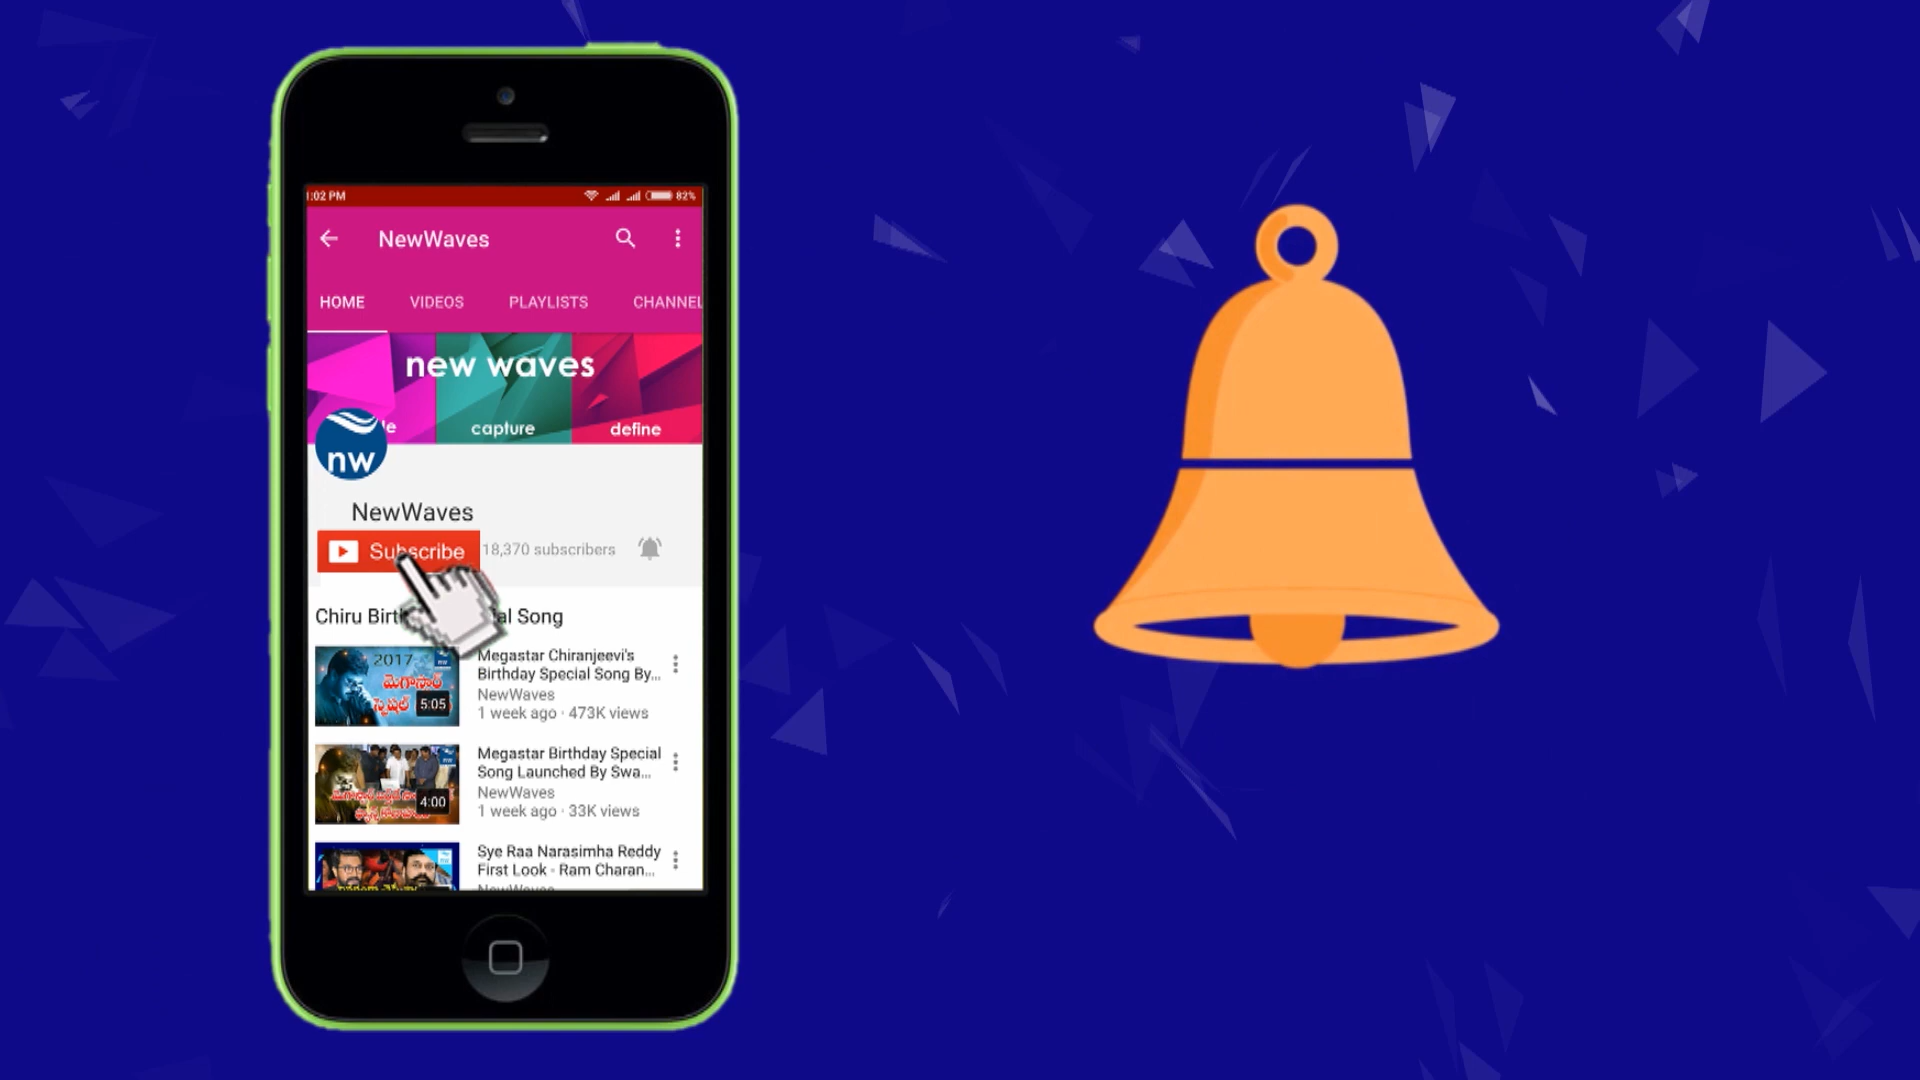 1:02 PM
82%
NewWaves
HOME VIDEOS PLAYLISTS CHANNEL
new waves
capture define
nw
NewWaves
Subscribe 18,370 subscribers
Song
2017
మెగాస్టార్
స్పెషల్
5:05
Megastar Chiranjeevi's
Birthday Special Song By...
NewWaves
1 week ago · 473K views
4:00
Megastar Birthday Special
Song Launched By Swa...
NewWaves
1 week ago · 33K views
Sye Raa Narasimha Reddy
First Look - Ram Charan...
NewWaves